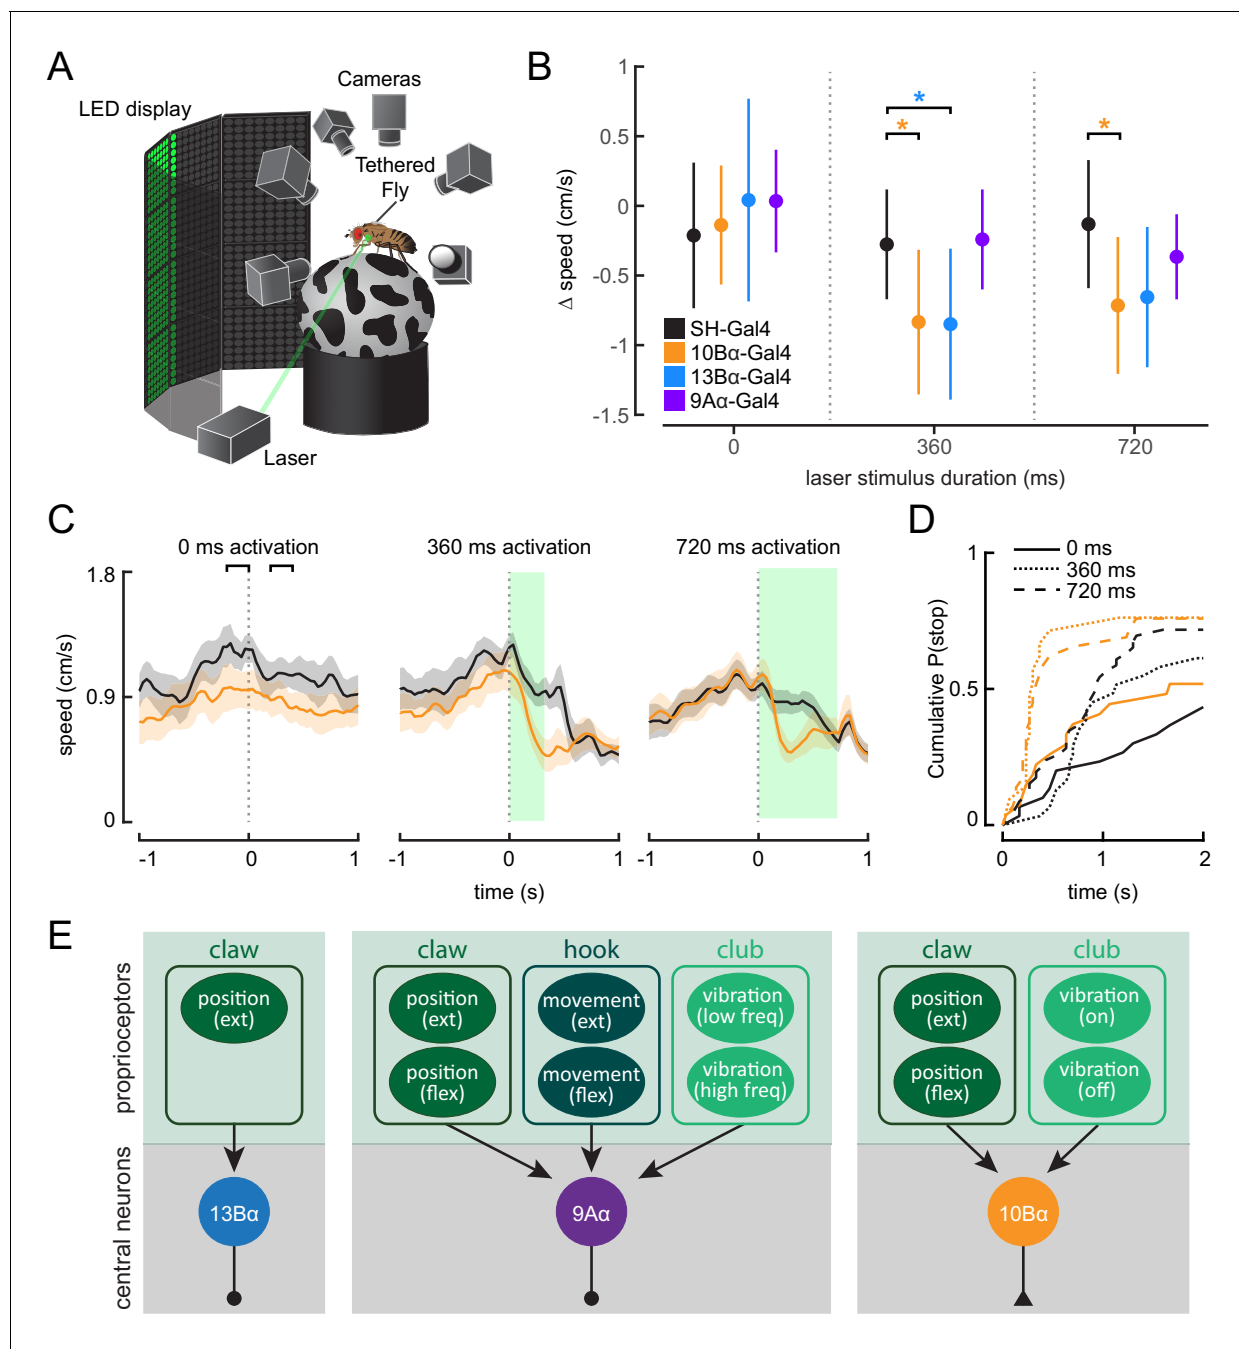 A
Cameras
LED display
Tethered
Fly
Laser
B
1
0.5
0
-0.5
-1
-1.5
Δ speed (cm/s)
*
*
*
SH-Gal4
10Bα-Gal4
13Bα-Gal4
9Aα-Gal4
0
360
720
laser stimulus duration (ms)
C
0 ms activation
360 ms activation
720 ms activation
1.8
0.9
0
speed (cm/s)
-1
0
1
-1
0
1
-1
0
1
time (s)
D
1
0.5
0
Cumulative P(stop)
0 ms
360 ms
720 ms
0
1
2
time (s)
E
proprioceptors
central neurons
claw
position
(ext)
13Bα
claw
hook
club
position
(ext)
movement
(ext)
vibration
(low freq)
position
(flex)
movement
(flex)
vibration
(high freq)
9Aα
claw
club
position
(ext)
vibration
(on)
position
(flex)
vibration
(off)
10Bα